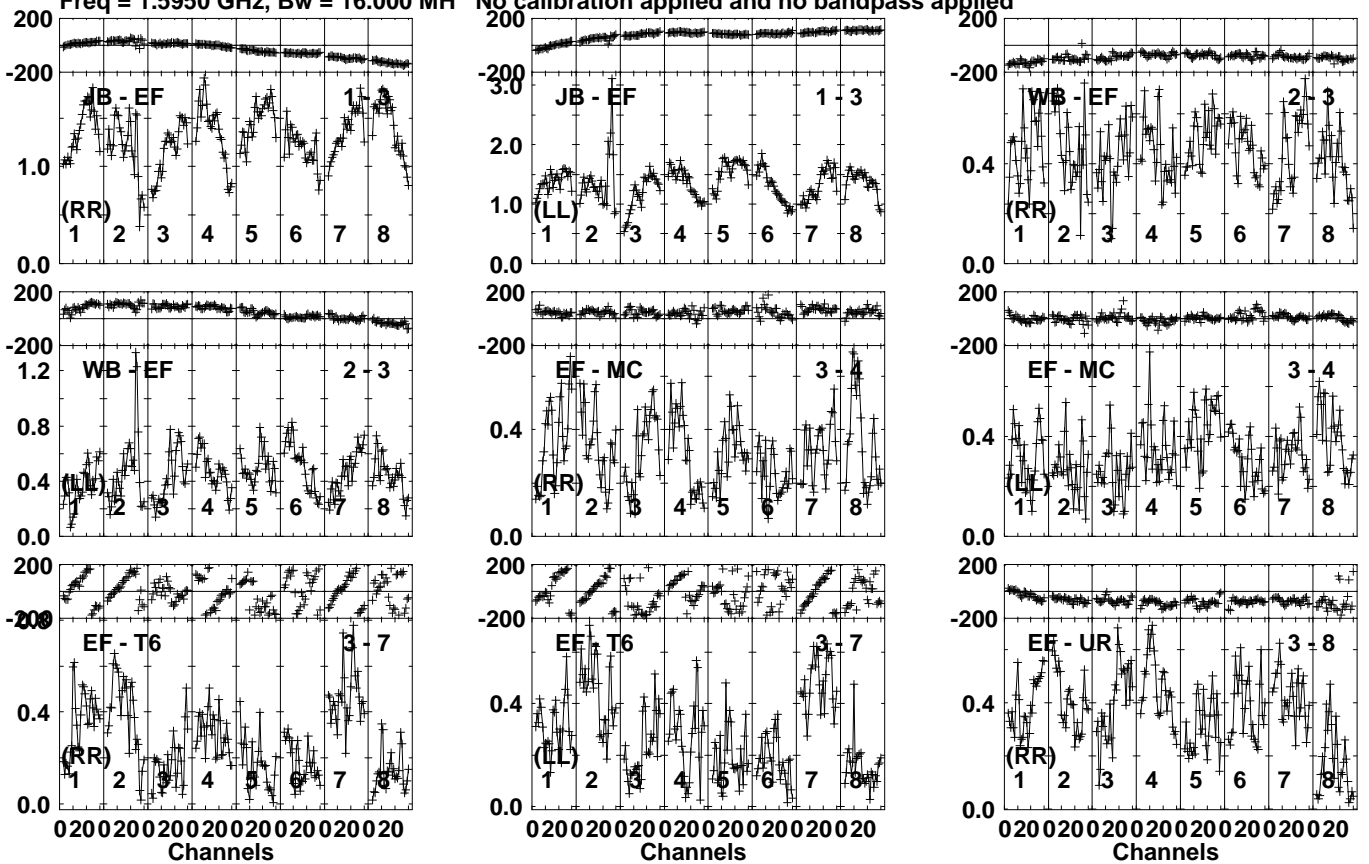 Freq = 1.5950 GHz, Bw = 16.000 MH No calibration applied and no bandpass applied
200
-200
JB - EF
1 - 3
1.0
0.0
(RR)
1 2 3 4 5 6 7 8
-200
200
3.0
JB - EF
1 - 3
2.0
1.0
0.0
(LL)
1 2 3 4 5 6 7 8
200
-200
WB - EF
2 - 3
0.4
0.0
(RR)
1 2 3 4 5 6 7 8
200
-200
1.2
WB - EF
2 - 3
0.8
0.4
0.0
(LL)
1 2 3 4 5 6 7 8
200
-200
EF - MC
3 - 4
0.4
0.0
(RR)
1 2 3 4 5 6 7 8
200
-200
EF - MC
3 - 4
0.4
0.0
(LL)
1 2 3 4 5 6 7 8
200
-200
0.8
EF - T6
3 - 7
0.4
0.0
(RR)
1 2 3 4 5 6 7 8
0 20 0 20 0 20 0 20 0 20 0 20 0 20 0 20
Channels
200
-200
EF - T6
3 - 7
0.4
0.0
(LL)
1 2 3 4 5 6 7 8
0 20 0 20 0 20 0 20 0 20 0 20 0 20 0 20
Channels
200
-200
EF - UR
3 - 8
0.4
0.0
(RR)
1 2 3 4 5 6 7 8
0 20 0 20 0 20 0 20 0 20 0 20 0 20 0 20
Channels